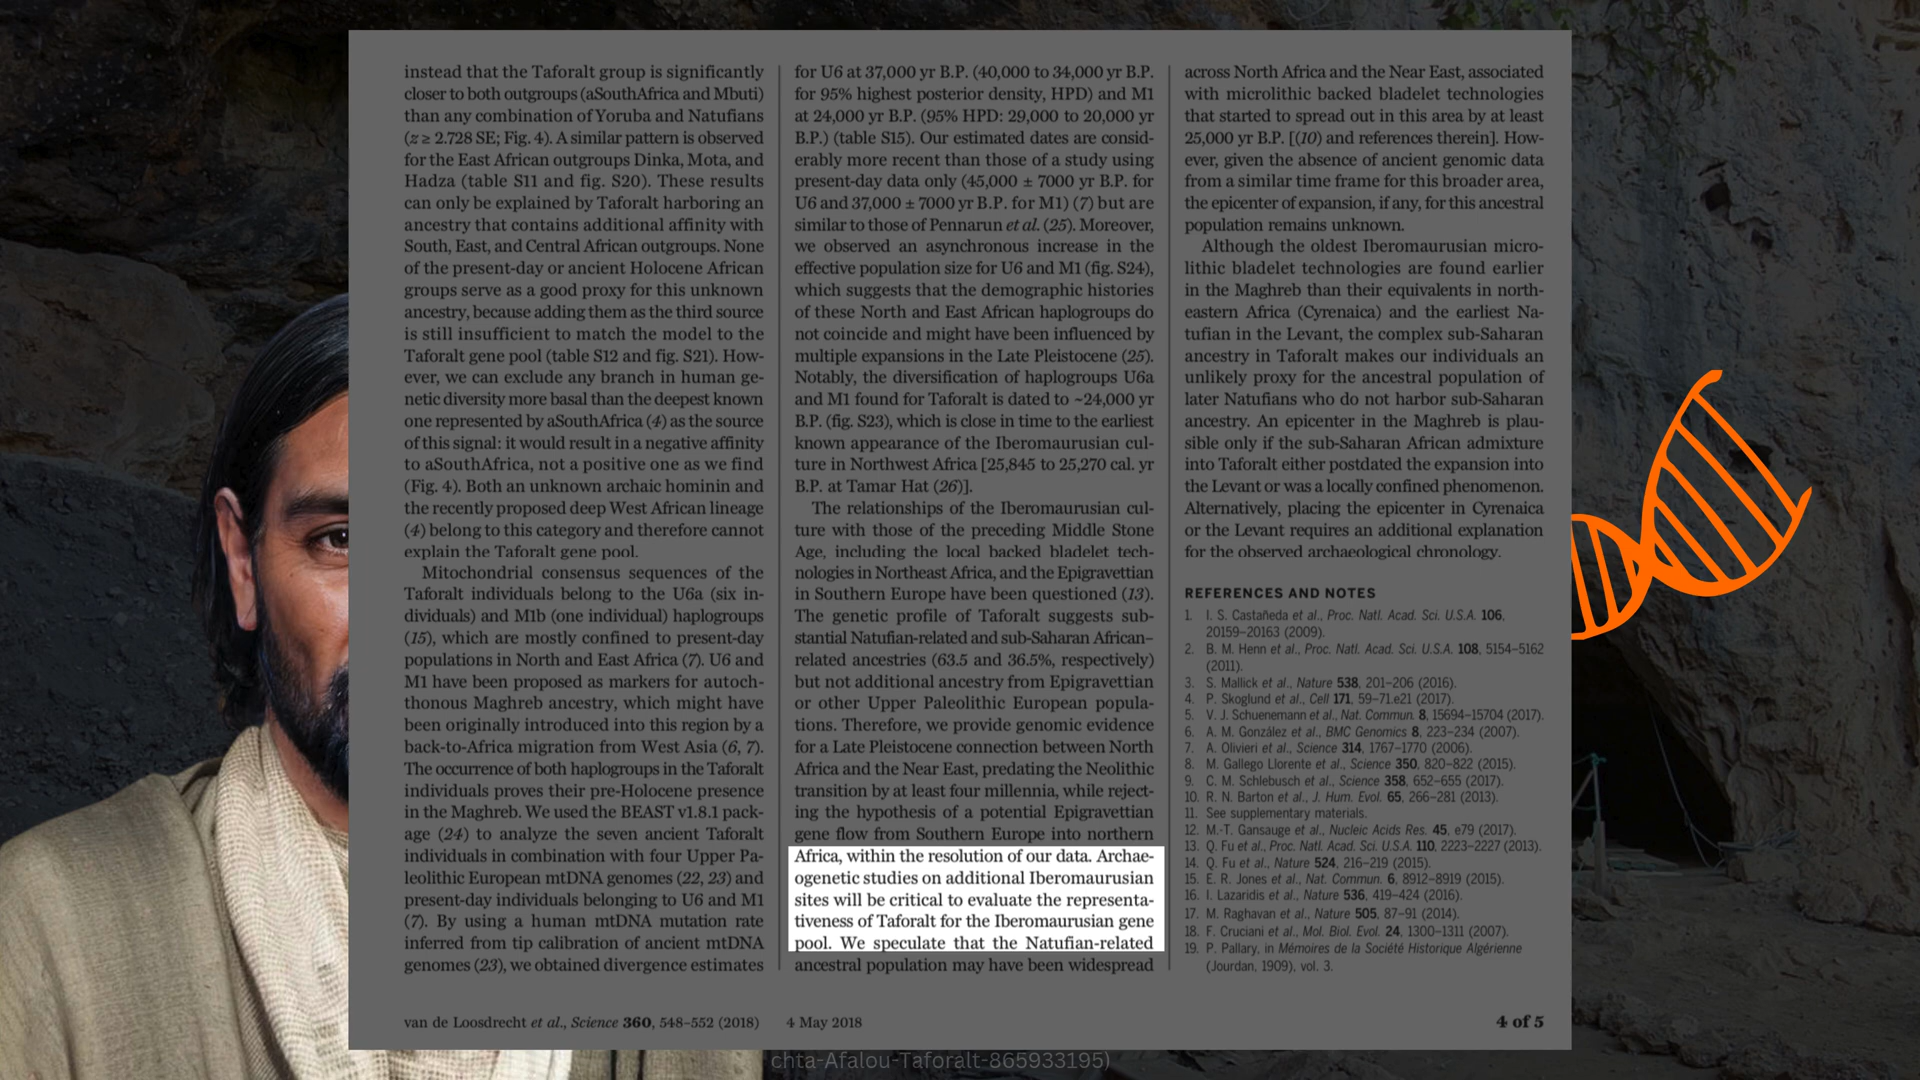 instead that the Taforalt group is significantly
closer to both outgroups (aSouthAfrica and Mbuti)
than any combination of Yoruba and Natufians
(z ≥ 2.728 SE; Fig. 4). A similar pattern is observed
for the East African outgroups Dinka, Mota, and
Hadza (table S11 and fig. S20). These results
can only be explained by Taforalt harboring an
ancestry that contains additional affinity with
South, East, and Central African outgroups. None
of the present-day or ancient Holocene African
groups serve as a good proxy for this unknown
ancestry, because adding them as the third source
is still insufficient to match the model to the
Taforalt gene pool (table S12 and fig. S21). How-
ever, we can exclude any branch in human ge-
netic diversity more basal than the deepest known
one represented by aSouthAfrica (4) as the source
of this signal: it would result in a negative affinity
to aSouthAfrica, not a positive one as we find
(Fig. 4). Both an unknown archaic hominin and
the recently proposed deep West African lineage
(4) belong to this category and therefore cannot
explain the Taforalt gene pool.
Mitochondrial consensus sequences of the
Taforalt individuals belong to the U6a (six in-
dividuals) and M1b (one individual) haplogroups
(15), which are mostly confined to present-day
populations in North and East Africa (7). U6 and
M1 have been proposed as markers for autoch-
thonous Maghreb ancestry, which might have
been originally introduced into this region by a
back-to-Africa migration from West Asia (6, 7).
The occurrence of both haplogroups in the Taforalt
individuals proves their pre-Holocene presence
in the Maghreb. We used the BEAST v1.8.1 pack-
age (24) to analyze the seven ancient Taforalt
individuals in combination with four Upper Pa-
leolithic European mtDNA genomes (22, 23) and
present-day individuals belonging to U6 and M1
(7). By using a human mtDNA mutation rate
inferred from tip calibration of ancient mtDNA
genomes (23), we obtained divergence estimates
for U6 at 37,000 yr B.P. (40,000 to 34,000 yr B.P.
for 95% highest posterior density, HPD) and M1
at 24,000 yr B.P. (95% HPD: 29,000 to 20,000 yr
B.P.) (table S15). Our estimated dates are consid-
erably more recent than those of a study using
present-day data only (45,000 ± 7000 yr B.P. for
U6 and 37,000 ± 7000 yr B.P. for M1) (7) but are
similar to those of Pennarun et al. (25). Moreover,
we observed an asynchronous increase in the
effective population size for U6 and M1 (fig. S24),
which suggests that the demographic histories
of these North and East African haplogroups do
not coincide and might have been influenced by
multiple expansions in the Late Pleistocene (25).
Notably, the diversification of haplogroups U6a
and M1 found for Taforalt is dated to ~24,000 yr
B.P. (fig. S23), which is close in time to the earliest
known appearance of the Iberomaurusian cul-
ture in Northwest Africa [25,845 to 25,270 cal. yr
B.P. at Tamar Hat (26)].
The relationships of the Iberomaurusian cul-
ture with those of the preceding Middle Stone
Age, including the local backed bladelet tech-
nologies in Northeast Africa, and the Epigravettian
in Southern Europe have been questioned (13).
The genetic profile of Taforalt suggests sub-
stantial Natufian-related and sub-Saharan African–
related ancestries (63.5 and 36.5%, respectively)
but not additional ancestry from Epigravettian
or other Upper Paleolithic European popula-
tions. Therefore, we provide genomic evidence
for a Late Pleistocene connection between North
Africa and the Near East, predating the Neolithic
transition by at least four millennia, while reject-
ing the hypothesis of a potential Epigravettian
gene flow from Southern Europe into northern
Africa, within the resolution of our data. Archae-
ogenetic studies on additional Iberomaurusian
sites will be critical to evaluate the representa-
tiveness of Taforalt for the Iberomaurusian gene
pool. We speculate that the Natufian-related
ancestral population may have been widespread
across North Africa and the Near East, associated
with microlithic backed bladelet technologies
that started to spread out in this area by at least
25,000 yr B.P. [(10) and references therein]. How-
ever, given the absence of ancient genomic data
from a similar time frame for this broader area,
the epicenter of expansion, if any, for this ancestral
population remains unknown.
Although the oldest Iberomaurusian micro-
lithic bladelet technologies are found earlier
in the Maghreb than their equivalents in north-
eastern Africa (Cyrenaica) and the earliest Na-
tufian in the Levant, the complex sub-Saharan
ancestry in Taforalt makes our individuals an
unlikely proxy for the ancestral population of
later Natufians who do not harbor sub-Saharan
ancestry. An epicenter in the Maghreb is plau-
sible only if the sub-Saharan African admixture
into Taforalt either postdated the expansion into
the Levant or was a locally confined phenomenon.
Alternatively, placing the epicenter in Cyrenaica
or the Levant requires an additional explanation
for the observed archaeological chronology.
REFERENCES AND NOTES
1. I. S. Castañeda et al., Proc. Natl. Acad. Sci. U.S.A. 106,
20159–20163 (2009).
2. B. M. Henn et al., Proc. Natl. Acad. Sci. U.S.A. 108, 5154–5162
(2011).
3. S. Mallick et al., Nature 538, 201–206 (2016).
4. P. Skoglund et al., Cell 171, 59–71.e21 (2017).
5. V. J. Schuenemann et al., Nat. Commun. 8, 15694–15704 (2017).
6. A. M. González et al., BMC Genomics 8, 223–234 (2007).
7. A. Olivieri et al., Science 314, 1767–1770 (2006).
8. M. Gallego Llorente et al., Science 350, 820–822 (2015).
9. C. M. Schlebusch et al., Science 358, 652–655 (2017).
10. R. N. Barton et al., J. Hum. Evol. 65, 266–281 (2013).
11. See supplementary materials.
12. M.-T. Gansauge et al., Nucleic Acids Res. 45, e79 (2017).
13. Q. Fu et al., Proc. Natl. Acad. Sci. U.S.A. 110, 2223–2227 (2013).
14. Q. Fu et al., Nature 524, 216–219 (2015).
15. E. R. Jones et al., Nat. Commun. 6, 8912–8919 (2015).
16. I. Lazaridis et al., Nature 536, 419–424 (2016).
17. M. Raghavan et al., Nature 505, 87–91 (2014).
18. F. Cruciani et al., Mol. Biol. Evol. 24, 1300–1311 (2007).
19. P. Pallary, in Mémoires de la Société Historique Algérienne
(Jourdan, 1909), vol. 3.
van de Loosdrecht et al., Science 360, 548–552 (2018) 4 May 2018
4 of 5
chta-Afalou-Taforalt-865933195)